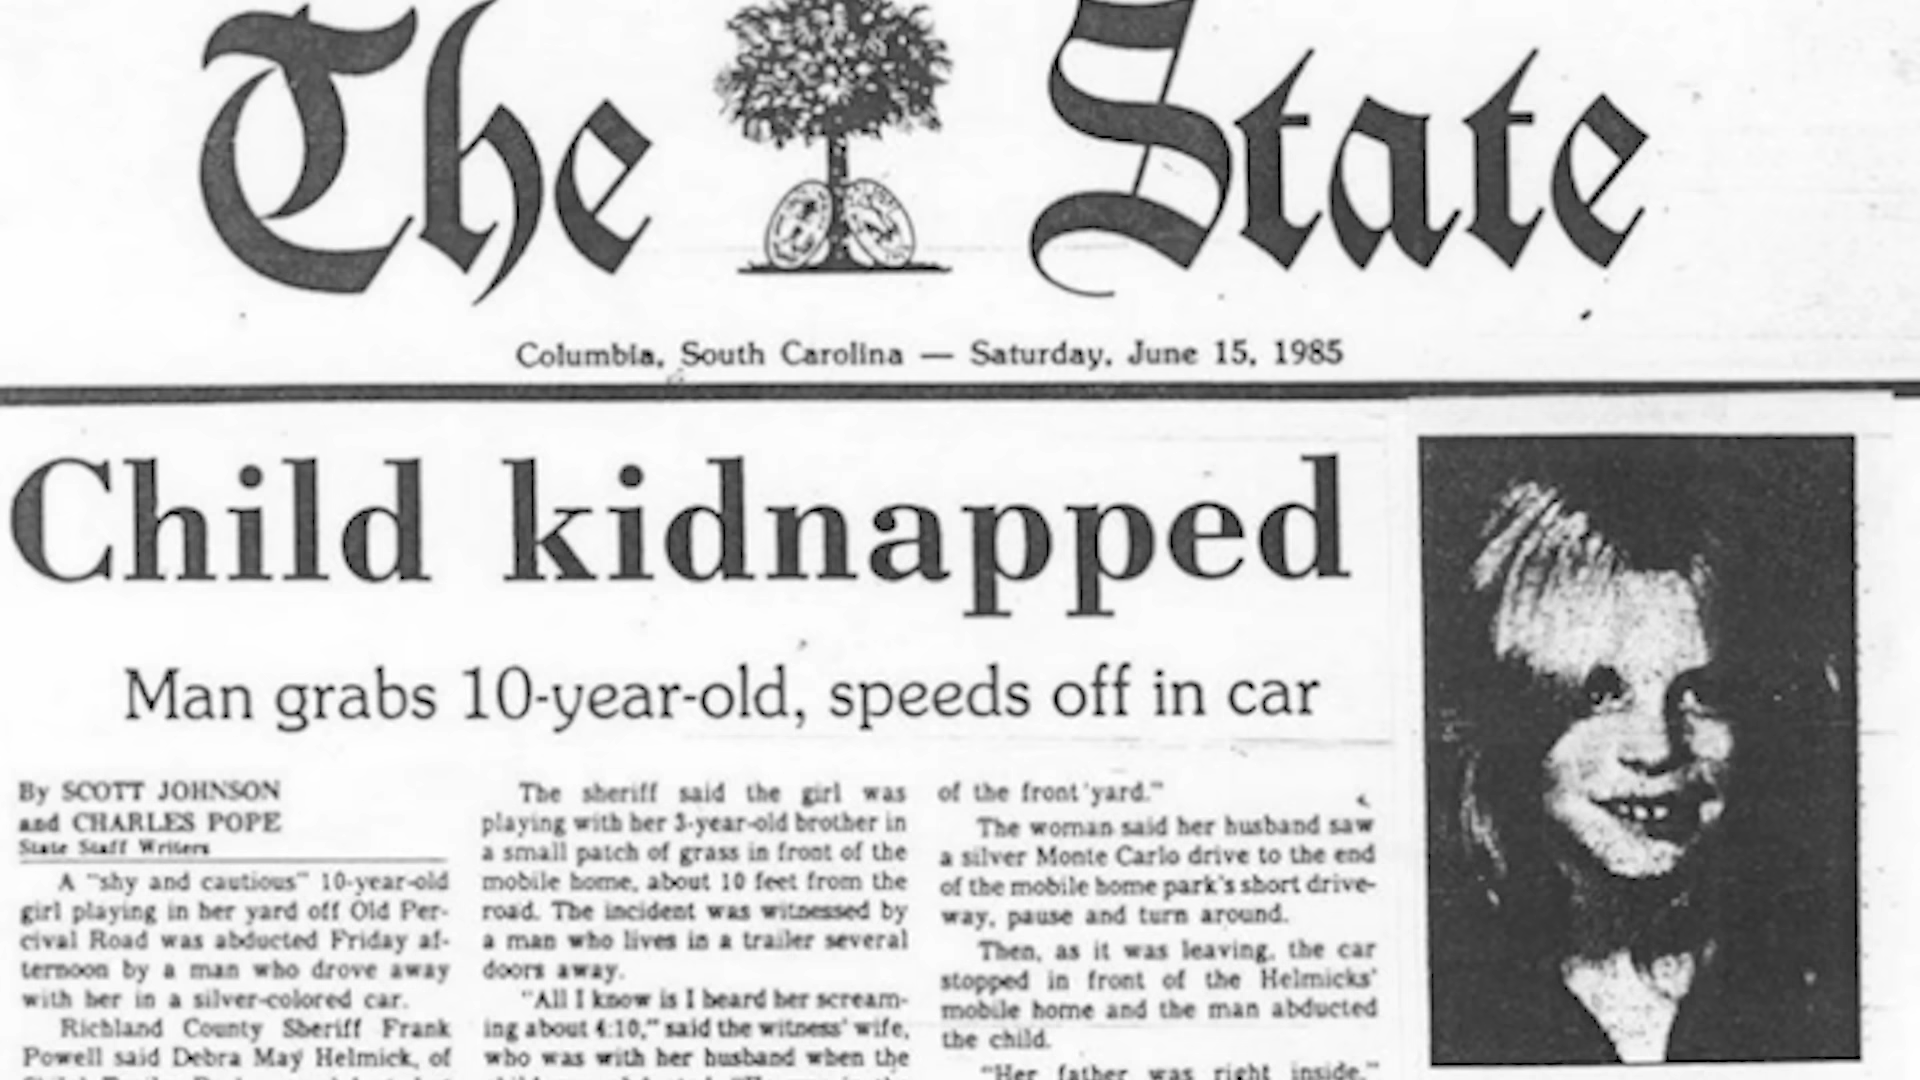 The State
Columbia, South Carolina — Saturday, June 15, 1985
Child kidnapped
Man grabs 10-year-old, speeds off in car
By SCOTT JOHNSON
and CHARLES POPE
State Staff Writers
A "shy and cautious" 10-year-old
girl playing in her yard off Old Per-
cival Road was abducted Friday af-
ternoon by a man who drove away
with her in a silver-colored car.
Richland County Sheriff Frank
Powell said Debra May Helmick, of
The sheriff said the girl was
playing with her 3-year-old brother in
a small patch of grass in front of the
mobile home, about 10 feet from the
road. The incident was witnessed by
a man who lives in a trailer several
doors away.
"All I know is I heard her scream-
ing about 4:10," said the witness' wife,
who was with her husband when the
of the front yard."
The woman said her husband saw
a silver Monte Carlo drive to the end
of the mobile home park's short drive-
way, pause and turn around.
Then, as it was leaving, the car
stopped in front of the Helmicks'
mobile home and the man abducted
the child.
"Her father was right inside,"